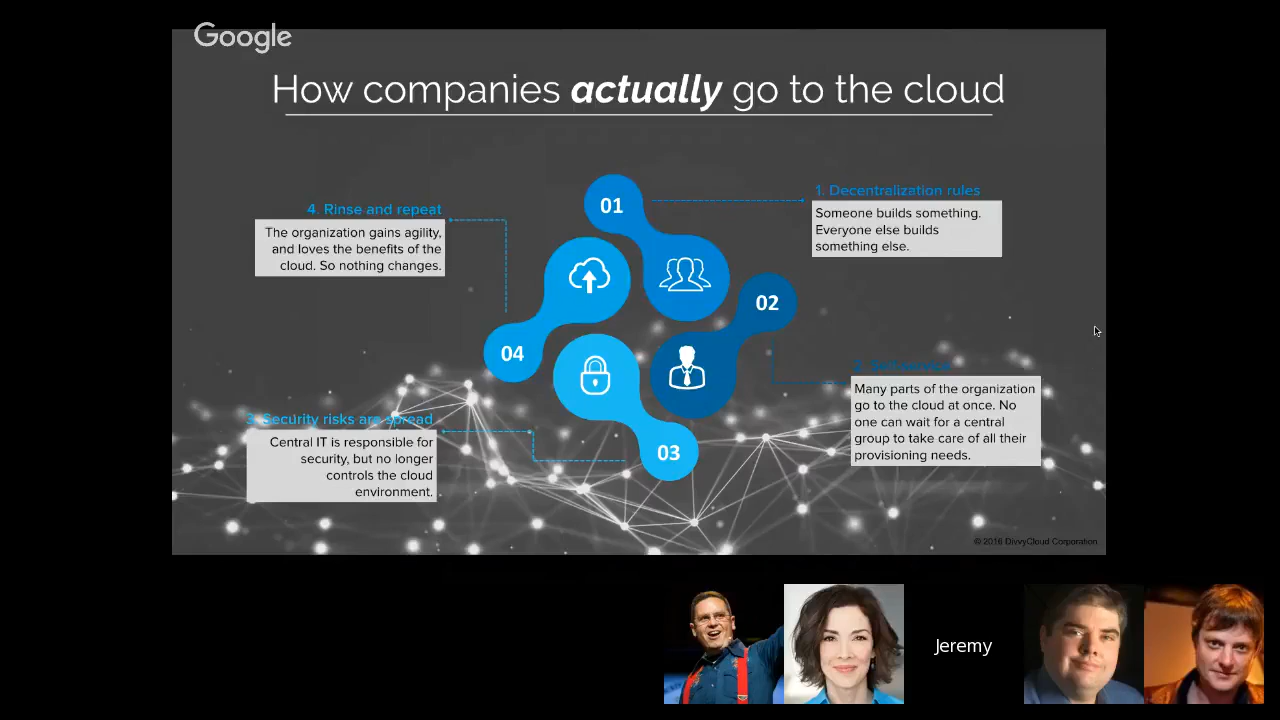 Google
How companies actually go to the cloud
01
1. Decentralization rules
Someone builds something.
Everyone else builds
something else.
02
2. Self-service
Many parts of the organization
go to the cloud at once. No
one can wait for a central
group to take care of all their
provisioning needs.
03
3. Security risks are spread
Central IT is responsible for
security, but no longer
controls the cloud
environment.
04
4. Rinse and repeat
The organization gains agility,
and loves the benefits of the
cloud. So nothing changes.
© 2016 DivvyCloud Corporation
Jeremy